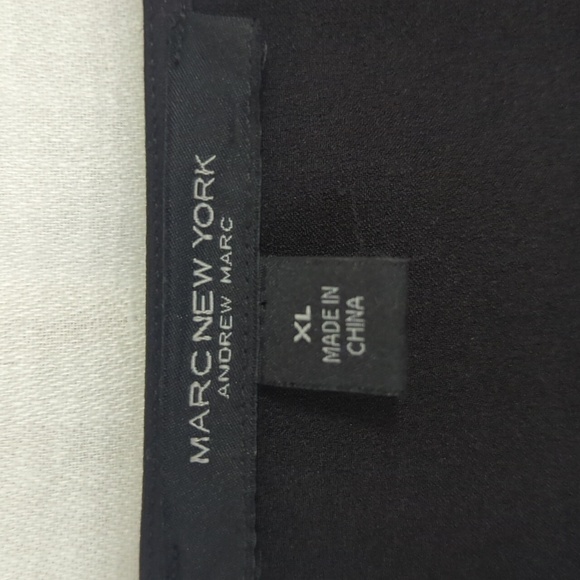 MARC NEW YORK
ANDREW MARC
XL
MADE IN
CHINA